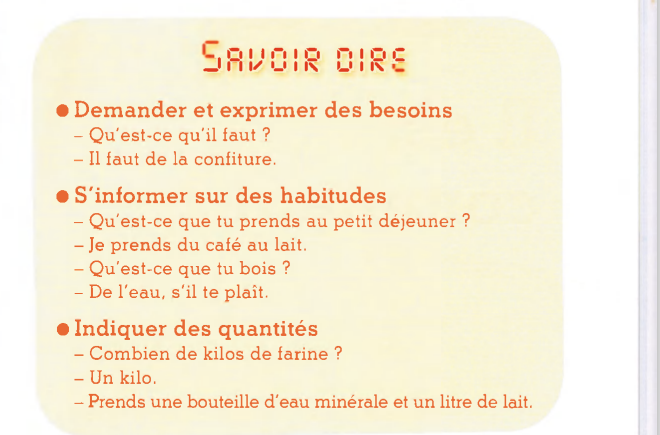 SAVOIR DIRE
● Demander et exprimer des besoins
– Qu'est-ce qu'il faut ?
– Il faut de la confiture.
● S'informer sur des habitudes
– Qu'est-ce que tu prends au petit déjeuner ?
– Je prends du café au lait.
– Qu'est-ce que tu bois ?
– De l'eau, s'il te plaît.
● Indiquer des quantités
– Combien de kilos de farine ?
– Un kilo.
– Prends une bouteille d'eau minérale et un litre de lait.